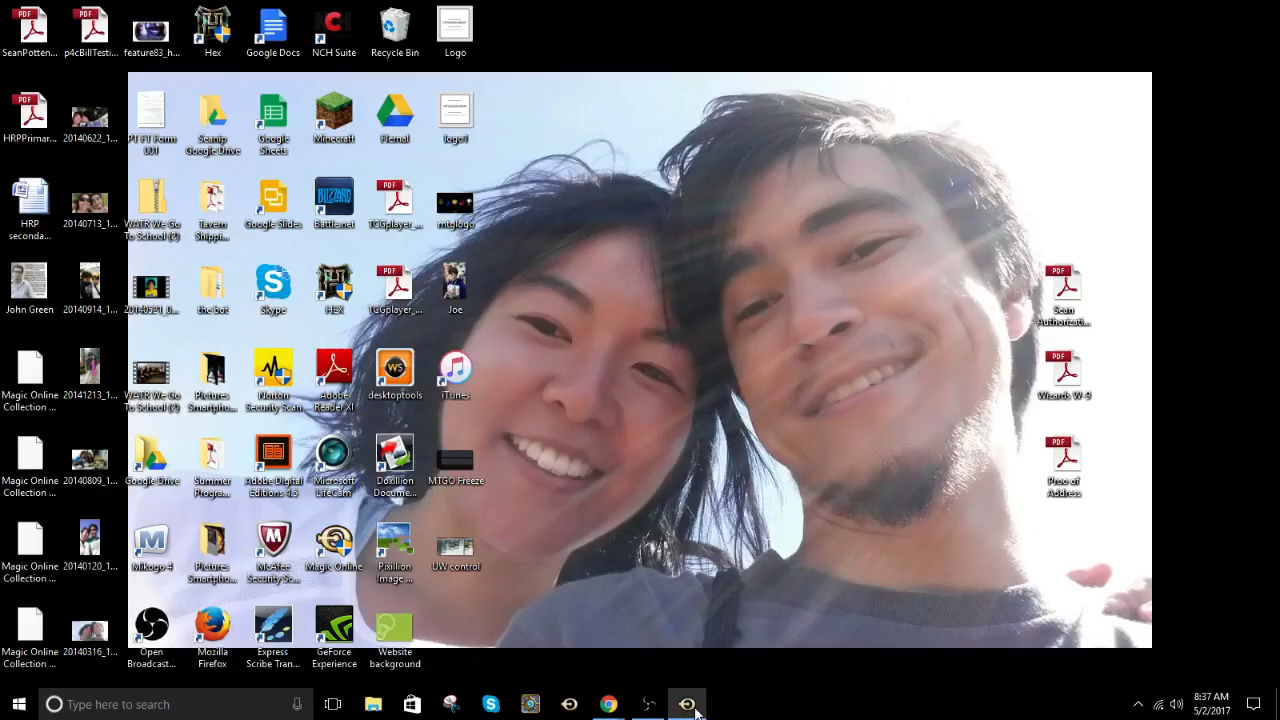 SeanPotten...
p4cBillTesti...
feature83_h...
Hex
Google Docs
NCH Suite
Recycle Bin
Logo
HRPPrimar...
20140622_1...
PT FT Form
001
Seanip
Google Drive
Google
Sheets
Minecraft
Flemal
logo1
HRP
seconda...
20140713_1...
WATR We Go
To School (2)
Tavern
Shippi...
Google Slides
Battle.net
TCGplayer_...
mtglogo
John Green
20140914_1...
20140521_0...
the bot
Skype
HEX
TCGplayer_...
Joe
Scan
Authorizati...
Magic Online
Collection ...
20141213_1...
WATR We Go
To School (2)
Pictures
Smartpho...
Norton
Security Scan
Adobe
Reader XI
desktoptools
iTunes
Wizards W-9
Magic Online
Collection ...
20140809_1...
Google Drive
Summer
Progra...
Adobe Digital
Editions 4.5
Microsoft
LifeCam
Doxillion
Docume...
MTGO Freeze
Proo of
Address
Magic Online
Collection ...
20140120_1...
Mikogo 4
Pictures
Smartpho...
McAfee
Security Sc...
Magic Online
Pixillion
Image ...
UW control
Magic Online
Collection ...
20140316_1...
Open
Broadcast...
Mozilla
Firefox
Express
Scribe Tran...
GeForce
Experience
Website
background
Type here to search
8:37 AM
5/2/2017